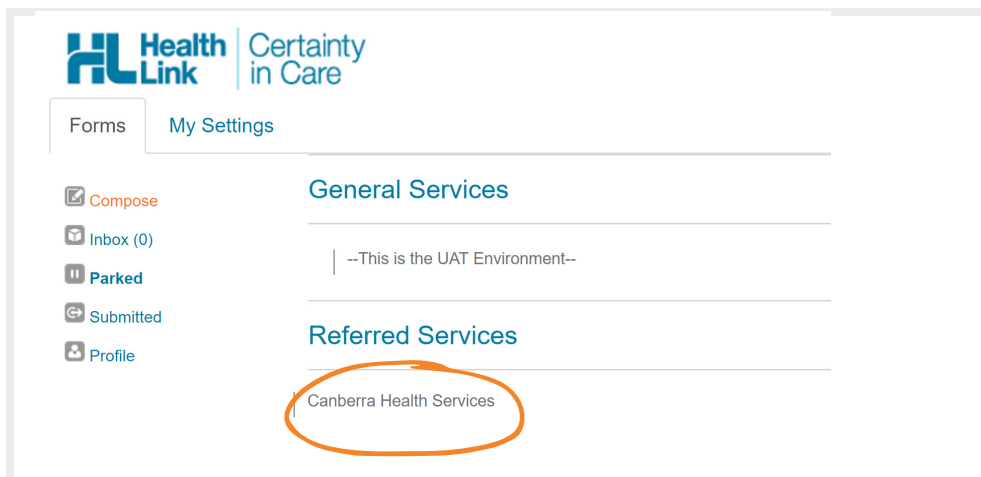 HL Health Link Certainty in Care
Forms My Settings
Compose
Inbox (0)
Parked
Submitted
Profile
General Services
--This is the UAT Environment--
Referred Services
Canberra Health Services